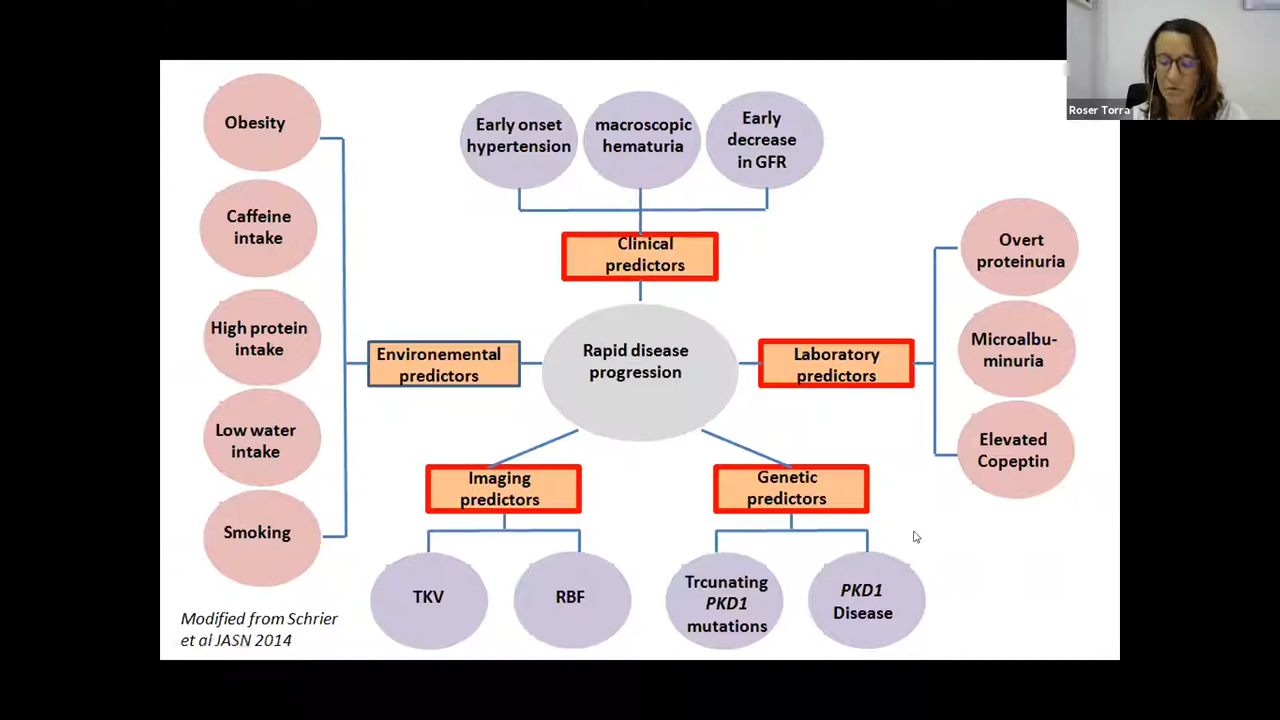 Roser Torra
Obesity
Caffeine
intake
High protein
intake
Low water
intake
Smoking
Early onset
hypertension
macroscopic
hematuria
Early
decrease
in GFR
Clinical
predictors
Environemental
predictors
Rapid disease
progression
Laboratory
predictors
Overt
proteinuria
Microalbu-
minuria
Elevated
Copeptin
Imaging
predictors
Genetic
predictors
TKV
RBF
Trcunating
PKD1
mutations
PKD1
Disease
Modified from Schrier
et al JASN 2014